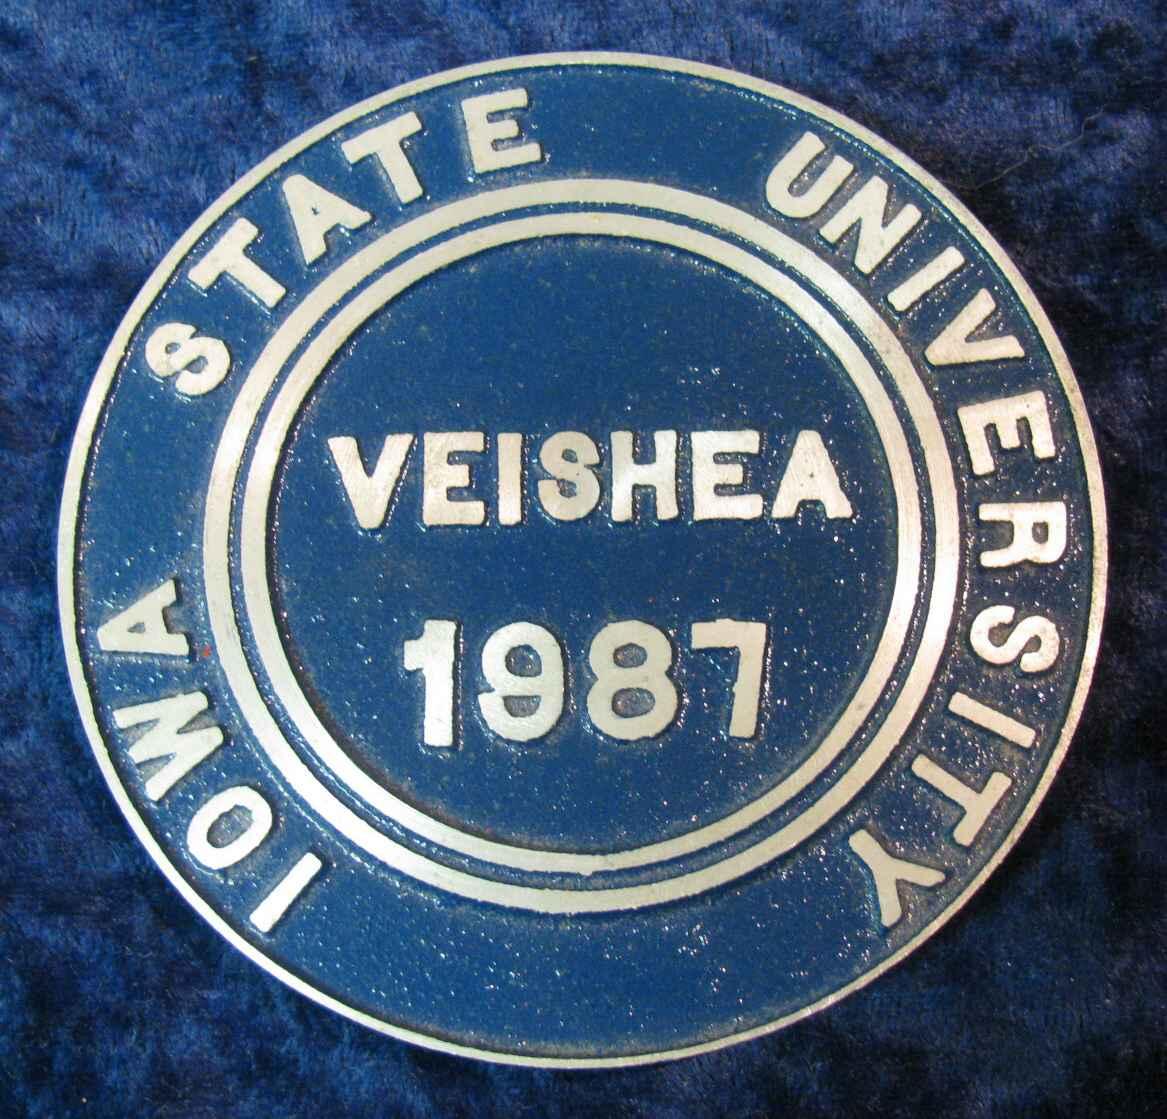 IOWA STATE UNIVERSITY
VEISHEA
1987